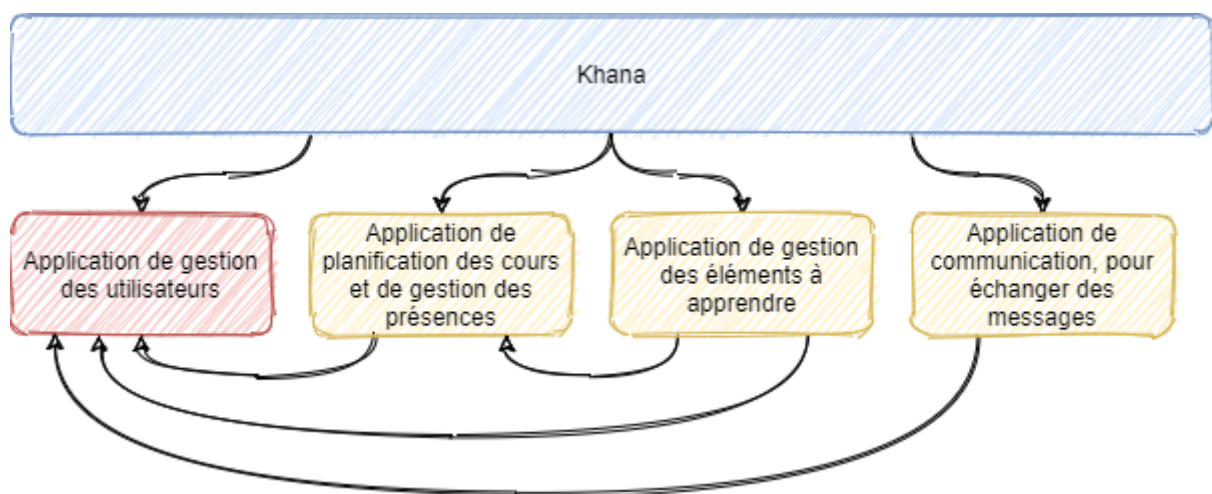 Khana
Application de gestion
des utilisateurs
Application de
planification des cours
et de gestion des
présences
Application de gestion
des éléments à
apprendre
Application de
communication, pour
échanger des
messages